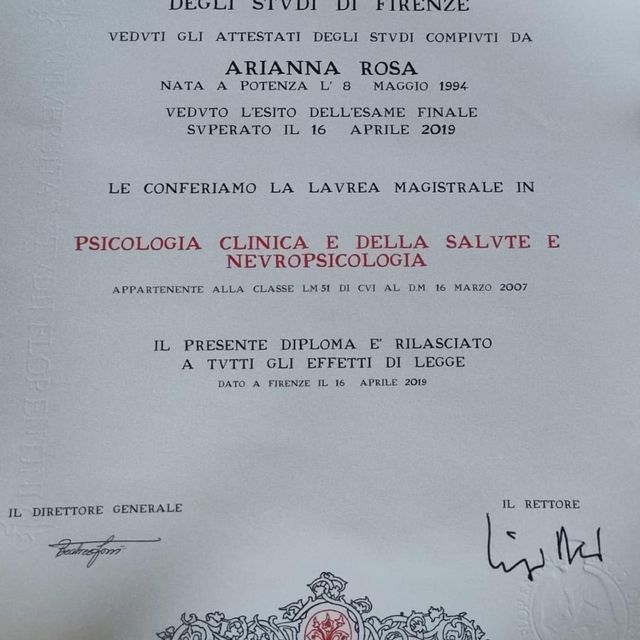 DEGLI STVDI DI FIRENZE
VEDVTI GLI ATTESTATI DEGLI STVDI COMPIVTI DA
ARIANNA ROSA
NATA A POTENZA L' 8 MAGGIO 1994
VEDVTO L'ESITO DELL'ESAME FINALE
SVPERATO IL 16 APRILE 2019
LE CONFERIAMO LA LAVREA MAGISTRALE IN
PSICOLOGIA CLINICA E DELLA SALVTE E
NEVROPSICOLOGIA
APPARTENENTE ALLA CLASSE LM 51 DI CVI AL D.M. 16 MARZO 2007
IL PRESENTE DIPLOMA E' RILASCIATO
A TVTTI GLI EFFETTI DI LEGGE
DATO A FIRENZE IL 16 APRILE 2019
IL DIRETTORE GENERALE
IL RETTORE